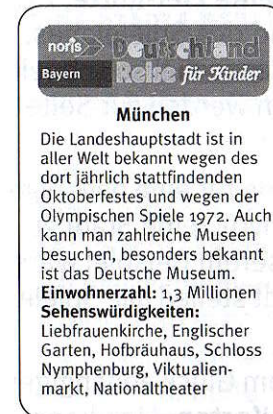 noris Deutschland
Bayern Reise für Kinder
München
Die Landeshauptstadt ist in
aller Welt bekannt wegen des
dort jährlich stattfindenden
Oktoberfestes und wegen der
Olympischen Spiele 1972. Auch
kann man zahlreiche Museen
besuchen, besonders bekannt
ist das Deutsche Museum.
Einwohnerzahl: 1,3 Millionen
Sehenswürdigkeiten:
Liebfrauenkirche, Englischer
Garten, Hofbräuhaus, Schloss
Nymphenburg, Viktualien-
markt, Nationaltheater